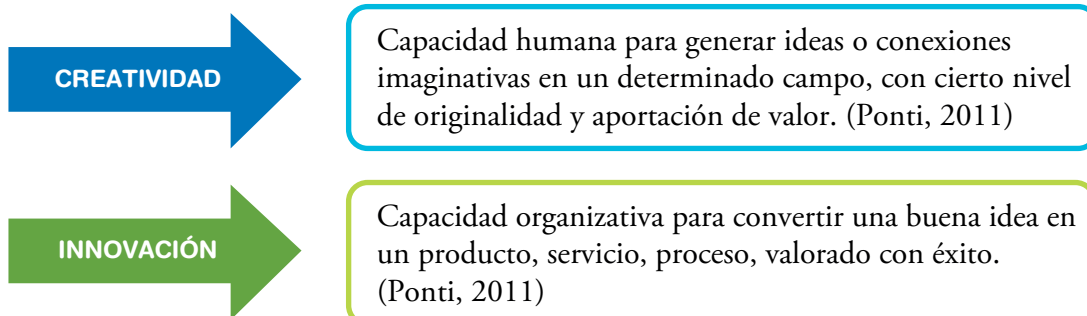 CREATIVIDAD
Capacidad humana para generar ideas o conexiones
imaginativas en un determinado campo, con cierto nivel
de originalidad y aportación de valor. (Ponti, 2011)
INNOVACIÓN
Capacidad organizativa para convertir una buena idea en
un producto, servicio, proceso, valorado con éxito.
(Ponti, 2011)